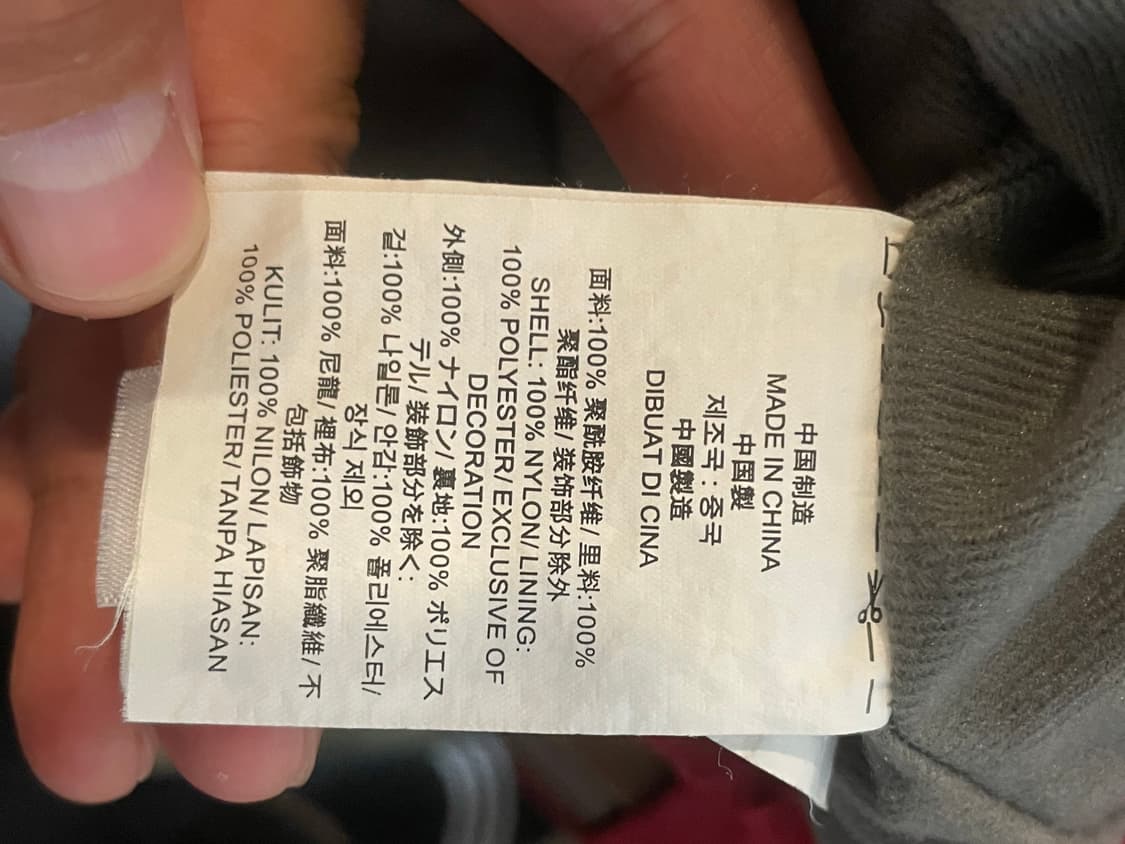 中国制造
MADE IN CHINA
中国製
제조국 : 중국
中國製造
DIBUAT DI CINA
面料:100% 聚酰胺纤维/ 里料:100%
聚酯纤维/ 装饰部分除外
SHELL: 100% NYLON/ LINING:
100% POLYESTER/ EXCLUSIVE OF
DECORATION
外側:100% ナイロン/ 裏地:100% ポリエス
テル/ 装飾部分を除く:
겉:100% 나일론/ 안감:100% 폴리에스터/
장식 제외
面料:100% 尼龍/ 裡布:100% 聚脂纖維/ 不
包括飾物
KULIT: 100% NILON/ LAPISAN:
100% POLIESTER/ TANPA HIASAN